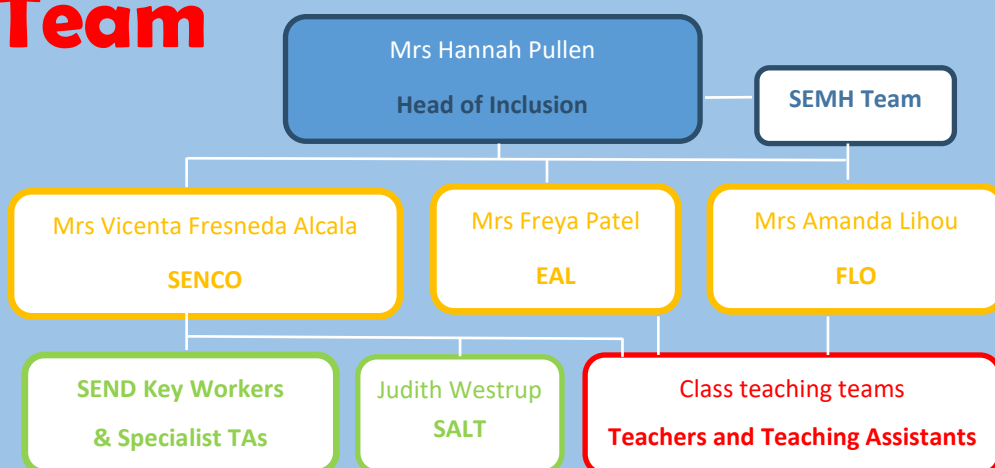 Team
Mrs Hannah Pullen
Head of Inclusion
SEMH Team
Mrs Vicenta Fresneda Alcala
SENCO
Mrs Freya Patel
EAL
Mrs Amanda Lihou
FLO
SEND Key Workers
& Specialist TAs
Judith Westrup
SALT
Class teaching teams
Teachers and Teaching Assistants